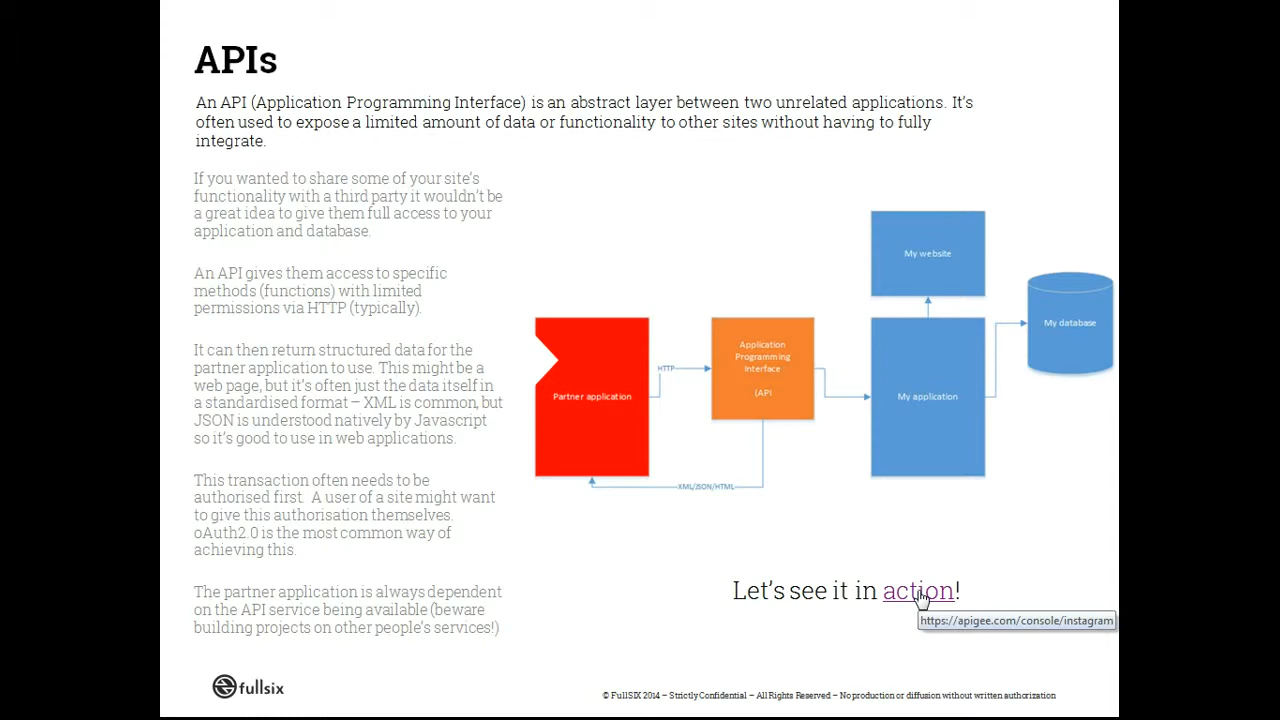 APIs
An API (Application Programming Interface) is an abstract layer between two unrelated applications. It’s
often used to expose a limited amount of data or functionality to other sites without having to fully
integrate.
If you wanted to share some of your site’s
functionality with a third party it wouldn’t be
a great idea to give them full access to your
application and database.
An API gives them access to specific
methods (functions) with limited
permissions via HTTP (typically).
It can then return structured data for the
partner application to use. This might be a
web page, but it’s often just the data itself in
a standardised format – XML is common, but
JSON is understood natively by Javascript
so it’s good to use in web applications.
This transaction often needs to be
authorised first.  A user of a site might want
to give this authorisation themselves.
oAuth2.0 is the most common way of
achieving this.
The partner application is always dependent
on the API service being available (beware
building projects on other people’s services!)
My website
My database
Application
Programming
Interface
(API
HTTP
Partner application
My application
XML/JSON/HTML
Let’s see it in action!
https://apigee.com/console/instagram
fullsix
© FullSIX 2014 – Strictly Confidential – All Rights Reserved – No production or diffusion without written authorization